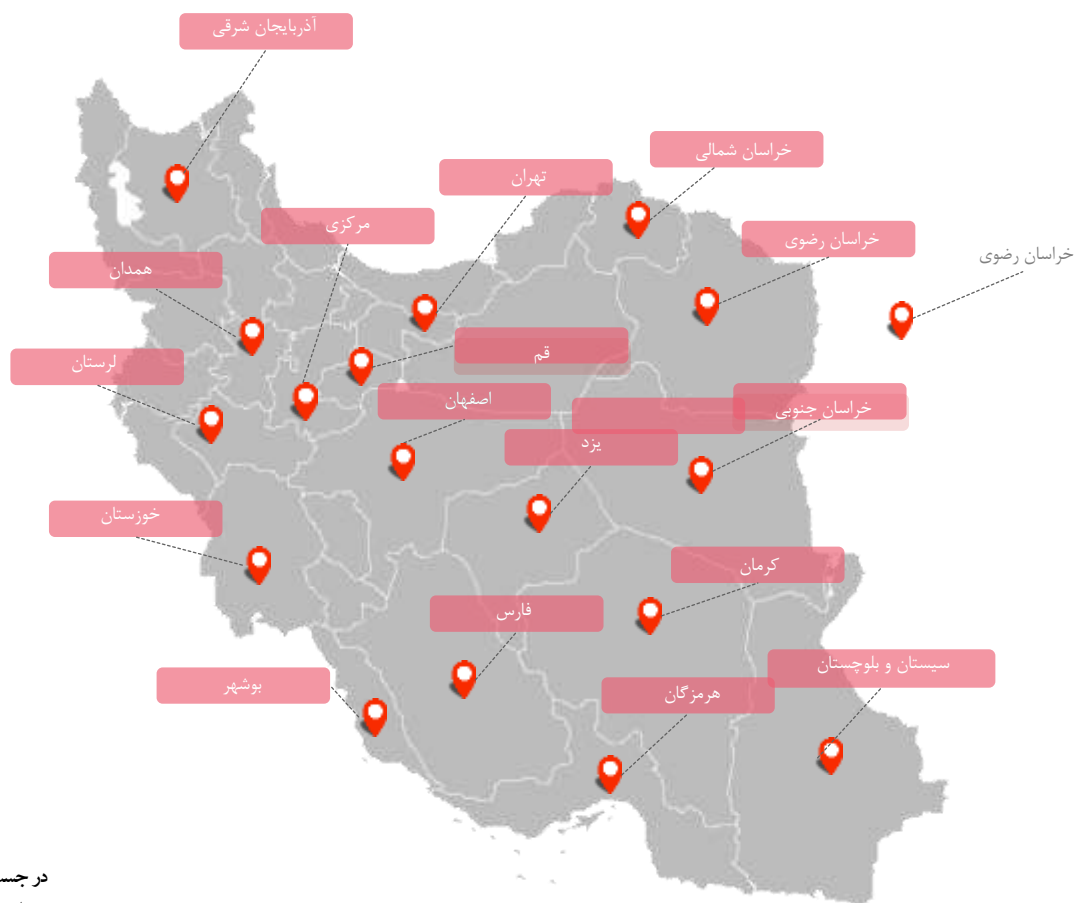 آذربایجان شرقی
خراسان شمالی
تهران
مرکزی
خراسان رضوی
خراسان رضوی
همدان
قم
لرستان
اصفهان
خراسان جنوبی
یزد
خوزستان
کرمان
فارس
سیستان و بلوچستان
بوشهر
هرمزگان
در